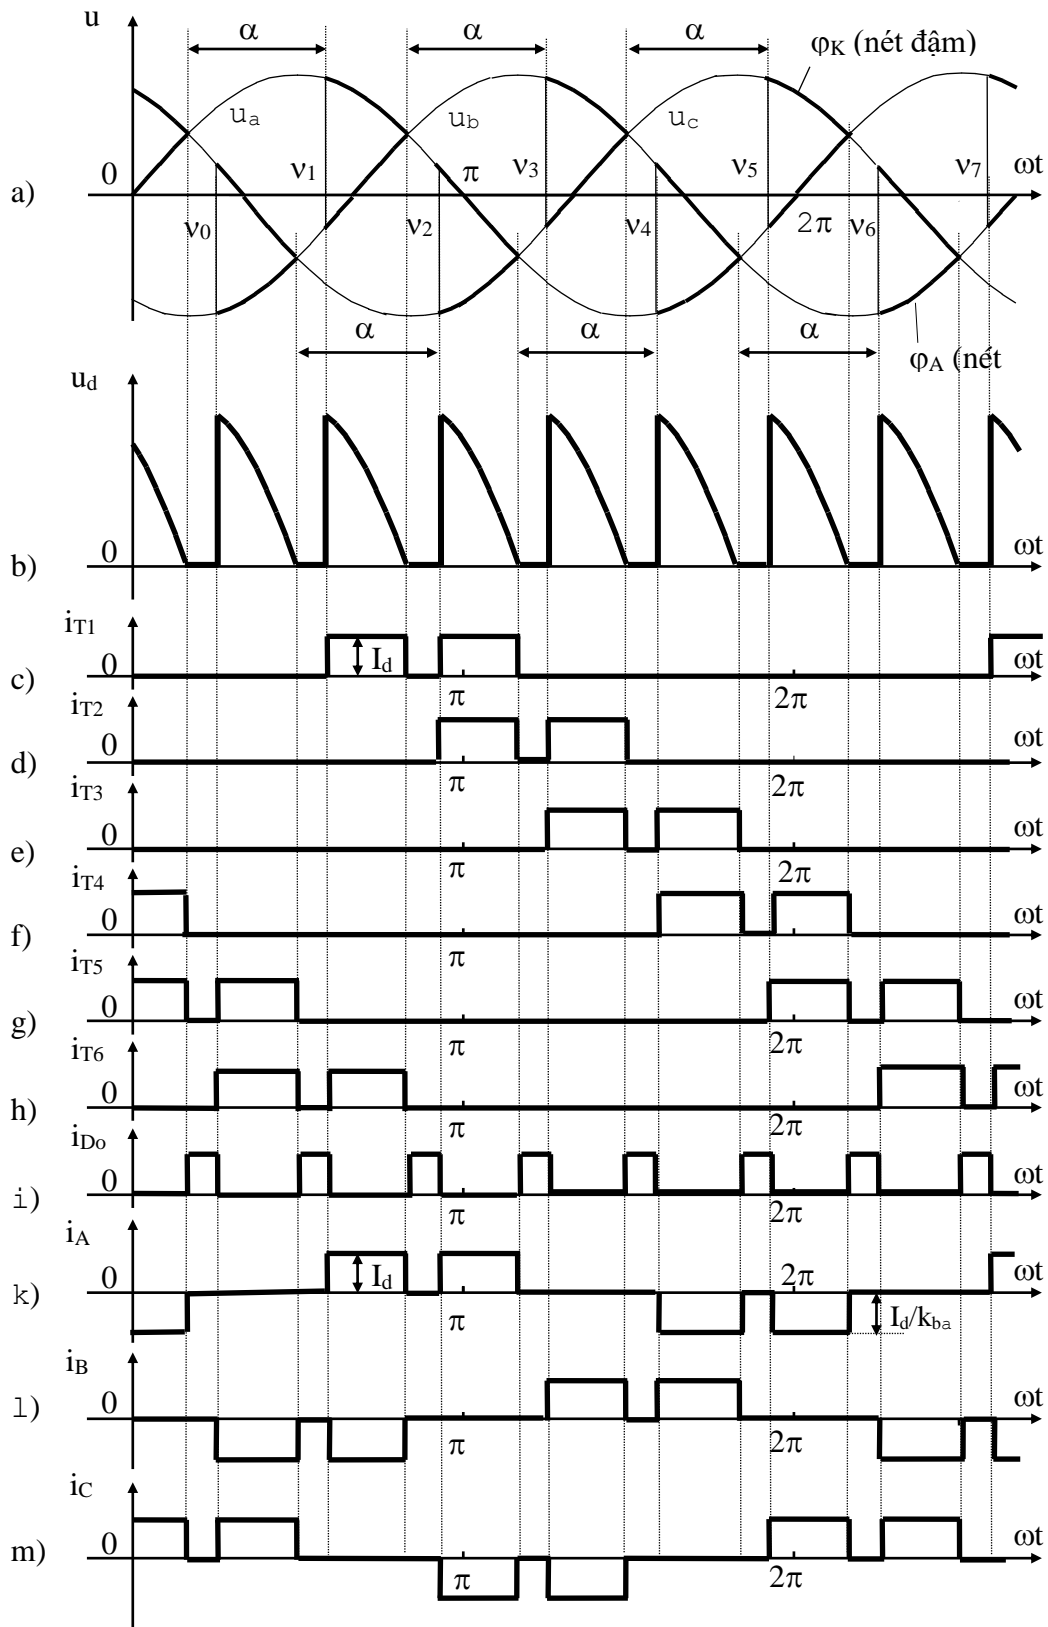 u
α α α
φK (nét đậm)
ua ub uc
0 ν1 π ν3 ν5 ν7 ωt
a)
ν0 ν2 ν4 2π ν6
α α α
φA (nét
ud
0 ωt
b)
iT1
0 Id ωt
c)
π 2π
iT2
0 ωt
d)
π 2π
iT3
0 ωt
e)
π 2π
iT4
0 ωt
f)
π
iT5
0 ωt
g)
π 2π
iT6
0
h)
π 2π
iDo
0 ωt
i)
π 2π
iA
0 Id 2π ωt
k)
π Id/kba
iB
0 ωt
l)
π 2π
iC
0 ωt
m)
π 2π